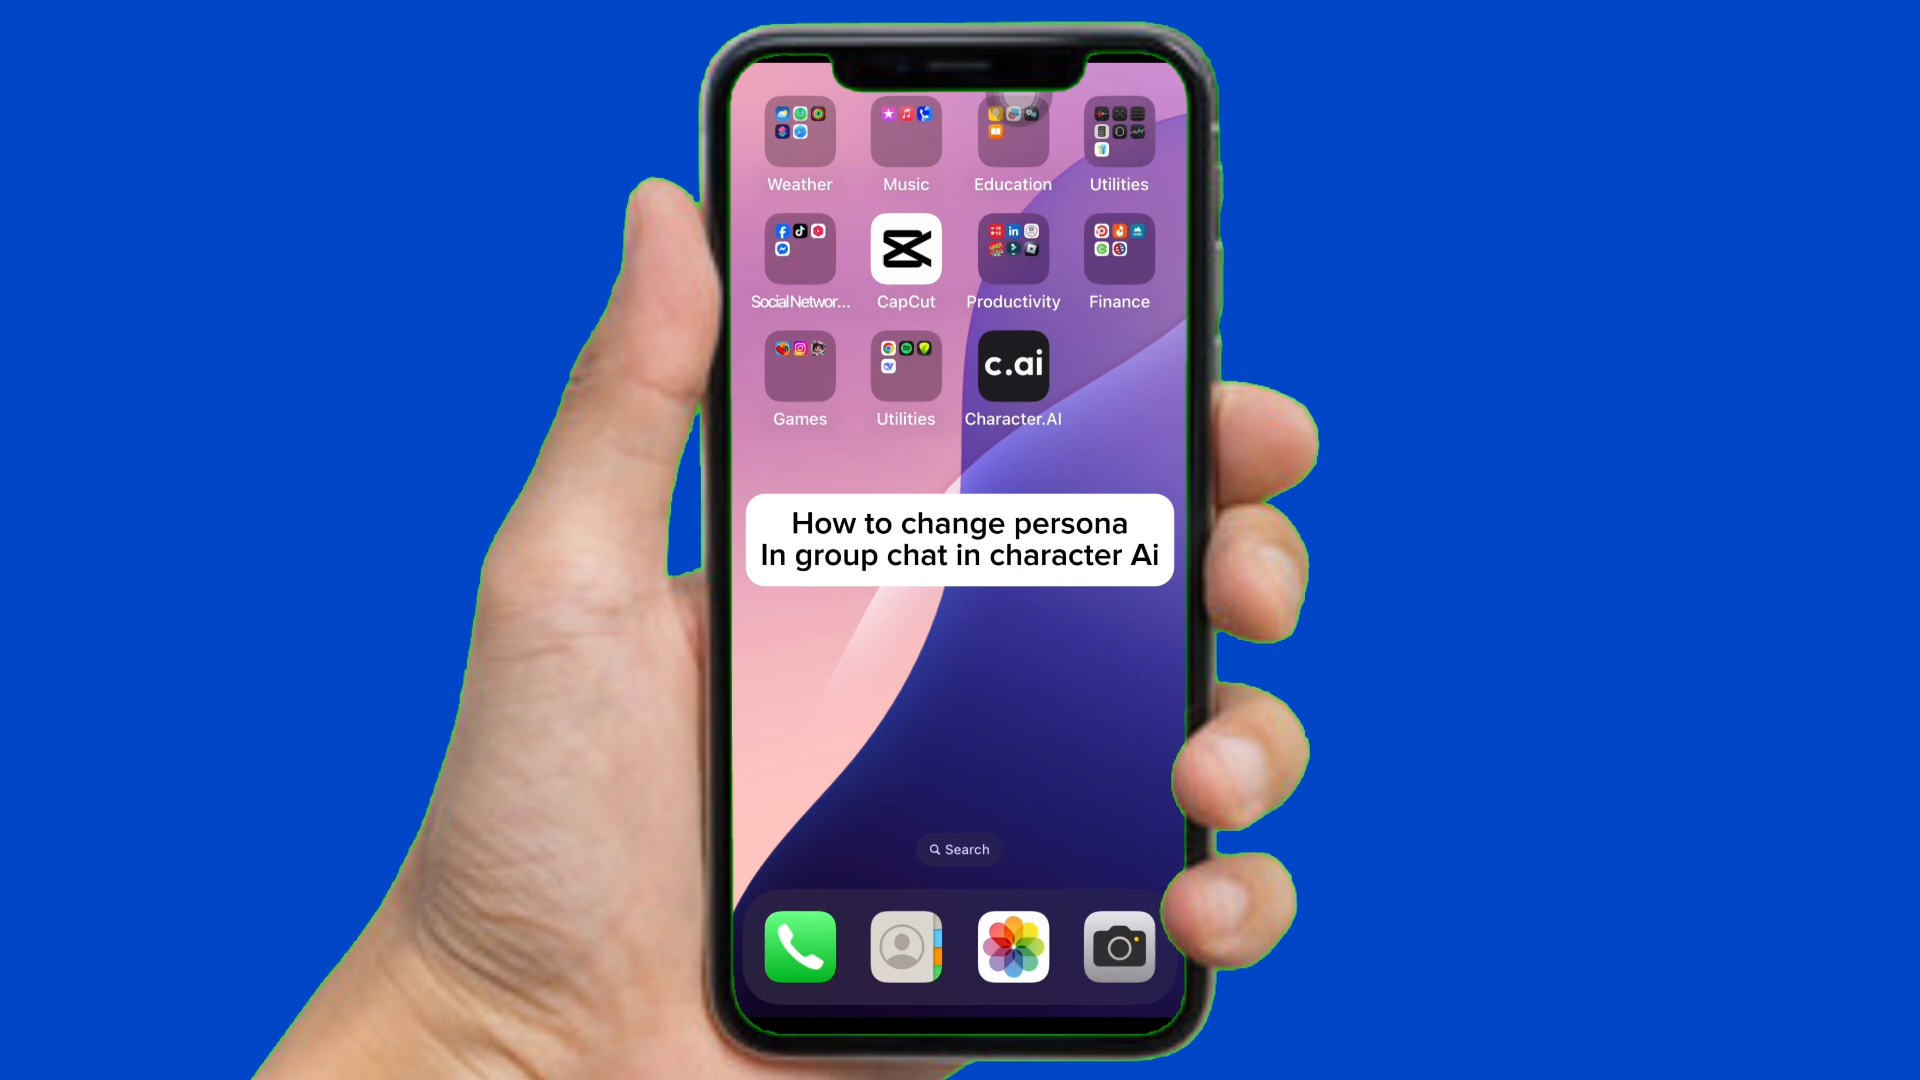 Weather Music Education Utilities
SocialNetwor... CapCut Productivity Finance
c.ai
Games Utilities Character.AI
How to change persona
In group chat in character Ai
Search